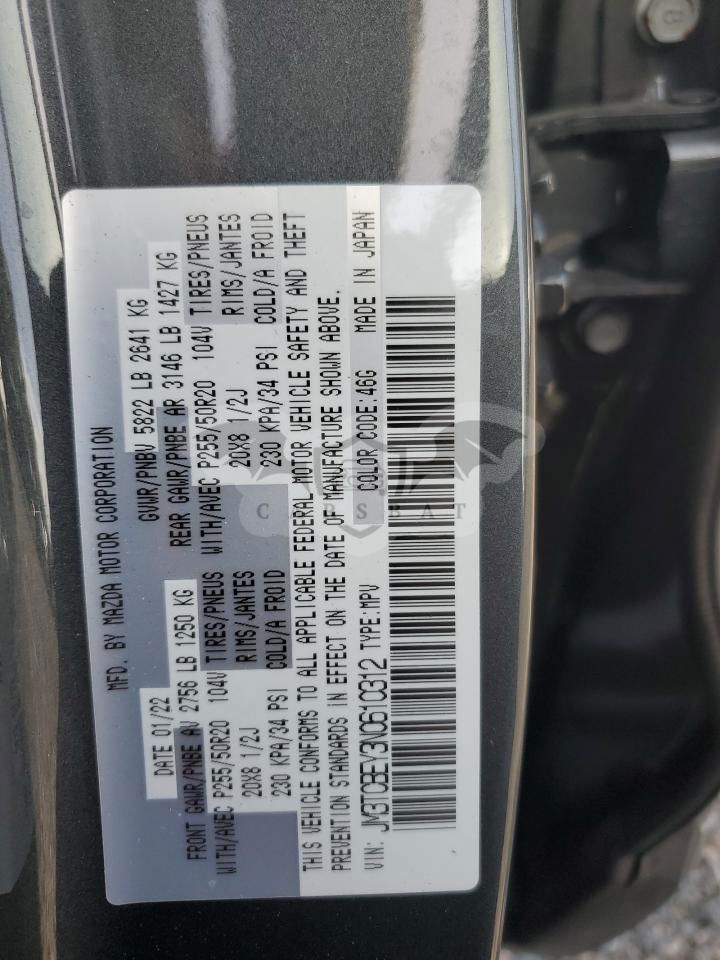 MFD. BY MAZDA MOTOR CORPORATION
DATE 01/22 GVWR/PNBV 5822 LB 2641 KG
FRONT GAWR/PNBE AV 2756 LB 1250 KG REAR GAWR/PNBE AR 3146 LB 1427 KG
WITH/AVEC P255/50R20 104V TIRES/PNEUS WITH/AVEC P255/50R20 104V TIRES/PNEUS
20X8 1/2J RIMS/JANTES 20X8 1/2J RIMS/JANTES
230 KPA/34 PSI COLD/A FROID 230 KPA/34 PSI COLD/A FROID
THIS VEHICLE CONFORMS TO ALL APPLICABLE FEDERAL MOTOR VEHICLE SAFETY AND THEFT
PREVENTION STANDARDS IN EFFECT ON THE DATE OF MANUFACTURE SHOWN ABOVE.
VIN: JM3TCBEY3N0610312 TYPE:MPV COLOR CODE:46G MADE IN JAPAN
CARSBAT
8